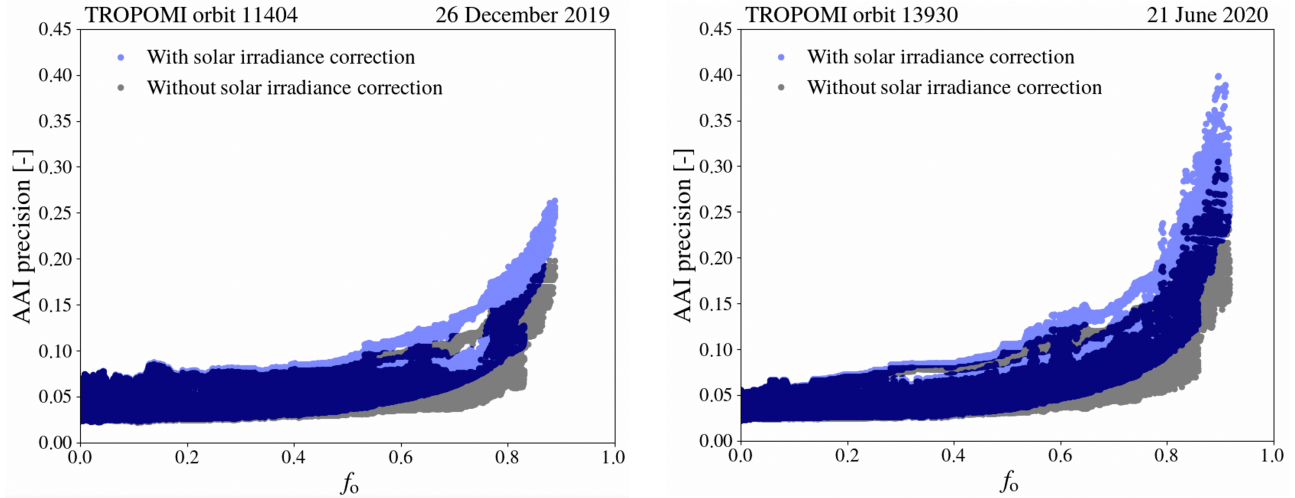 TROPOMI orbit 11404 26 December 2019
With solar irradiance correction
Without solar irradiance correction
AAI precision [-]
0.45
0.40
0.35
0.30
0.25
0.20
0.15
0.10
0.05
0.00
0.0 0.2 0.4 0.6 0.8 1.0
fo
TROPOMI orbit 13930 21 June 2020
With solar irradiance correction
Without solar irradiance correction
AAI precision [-]
0.45
0.40
0.35
0.30
0.25
0.20
0.15
0.10
0.05
0.00
0.0 0.2 0.4 0.6 0.8 1.0
fo